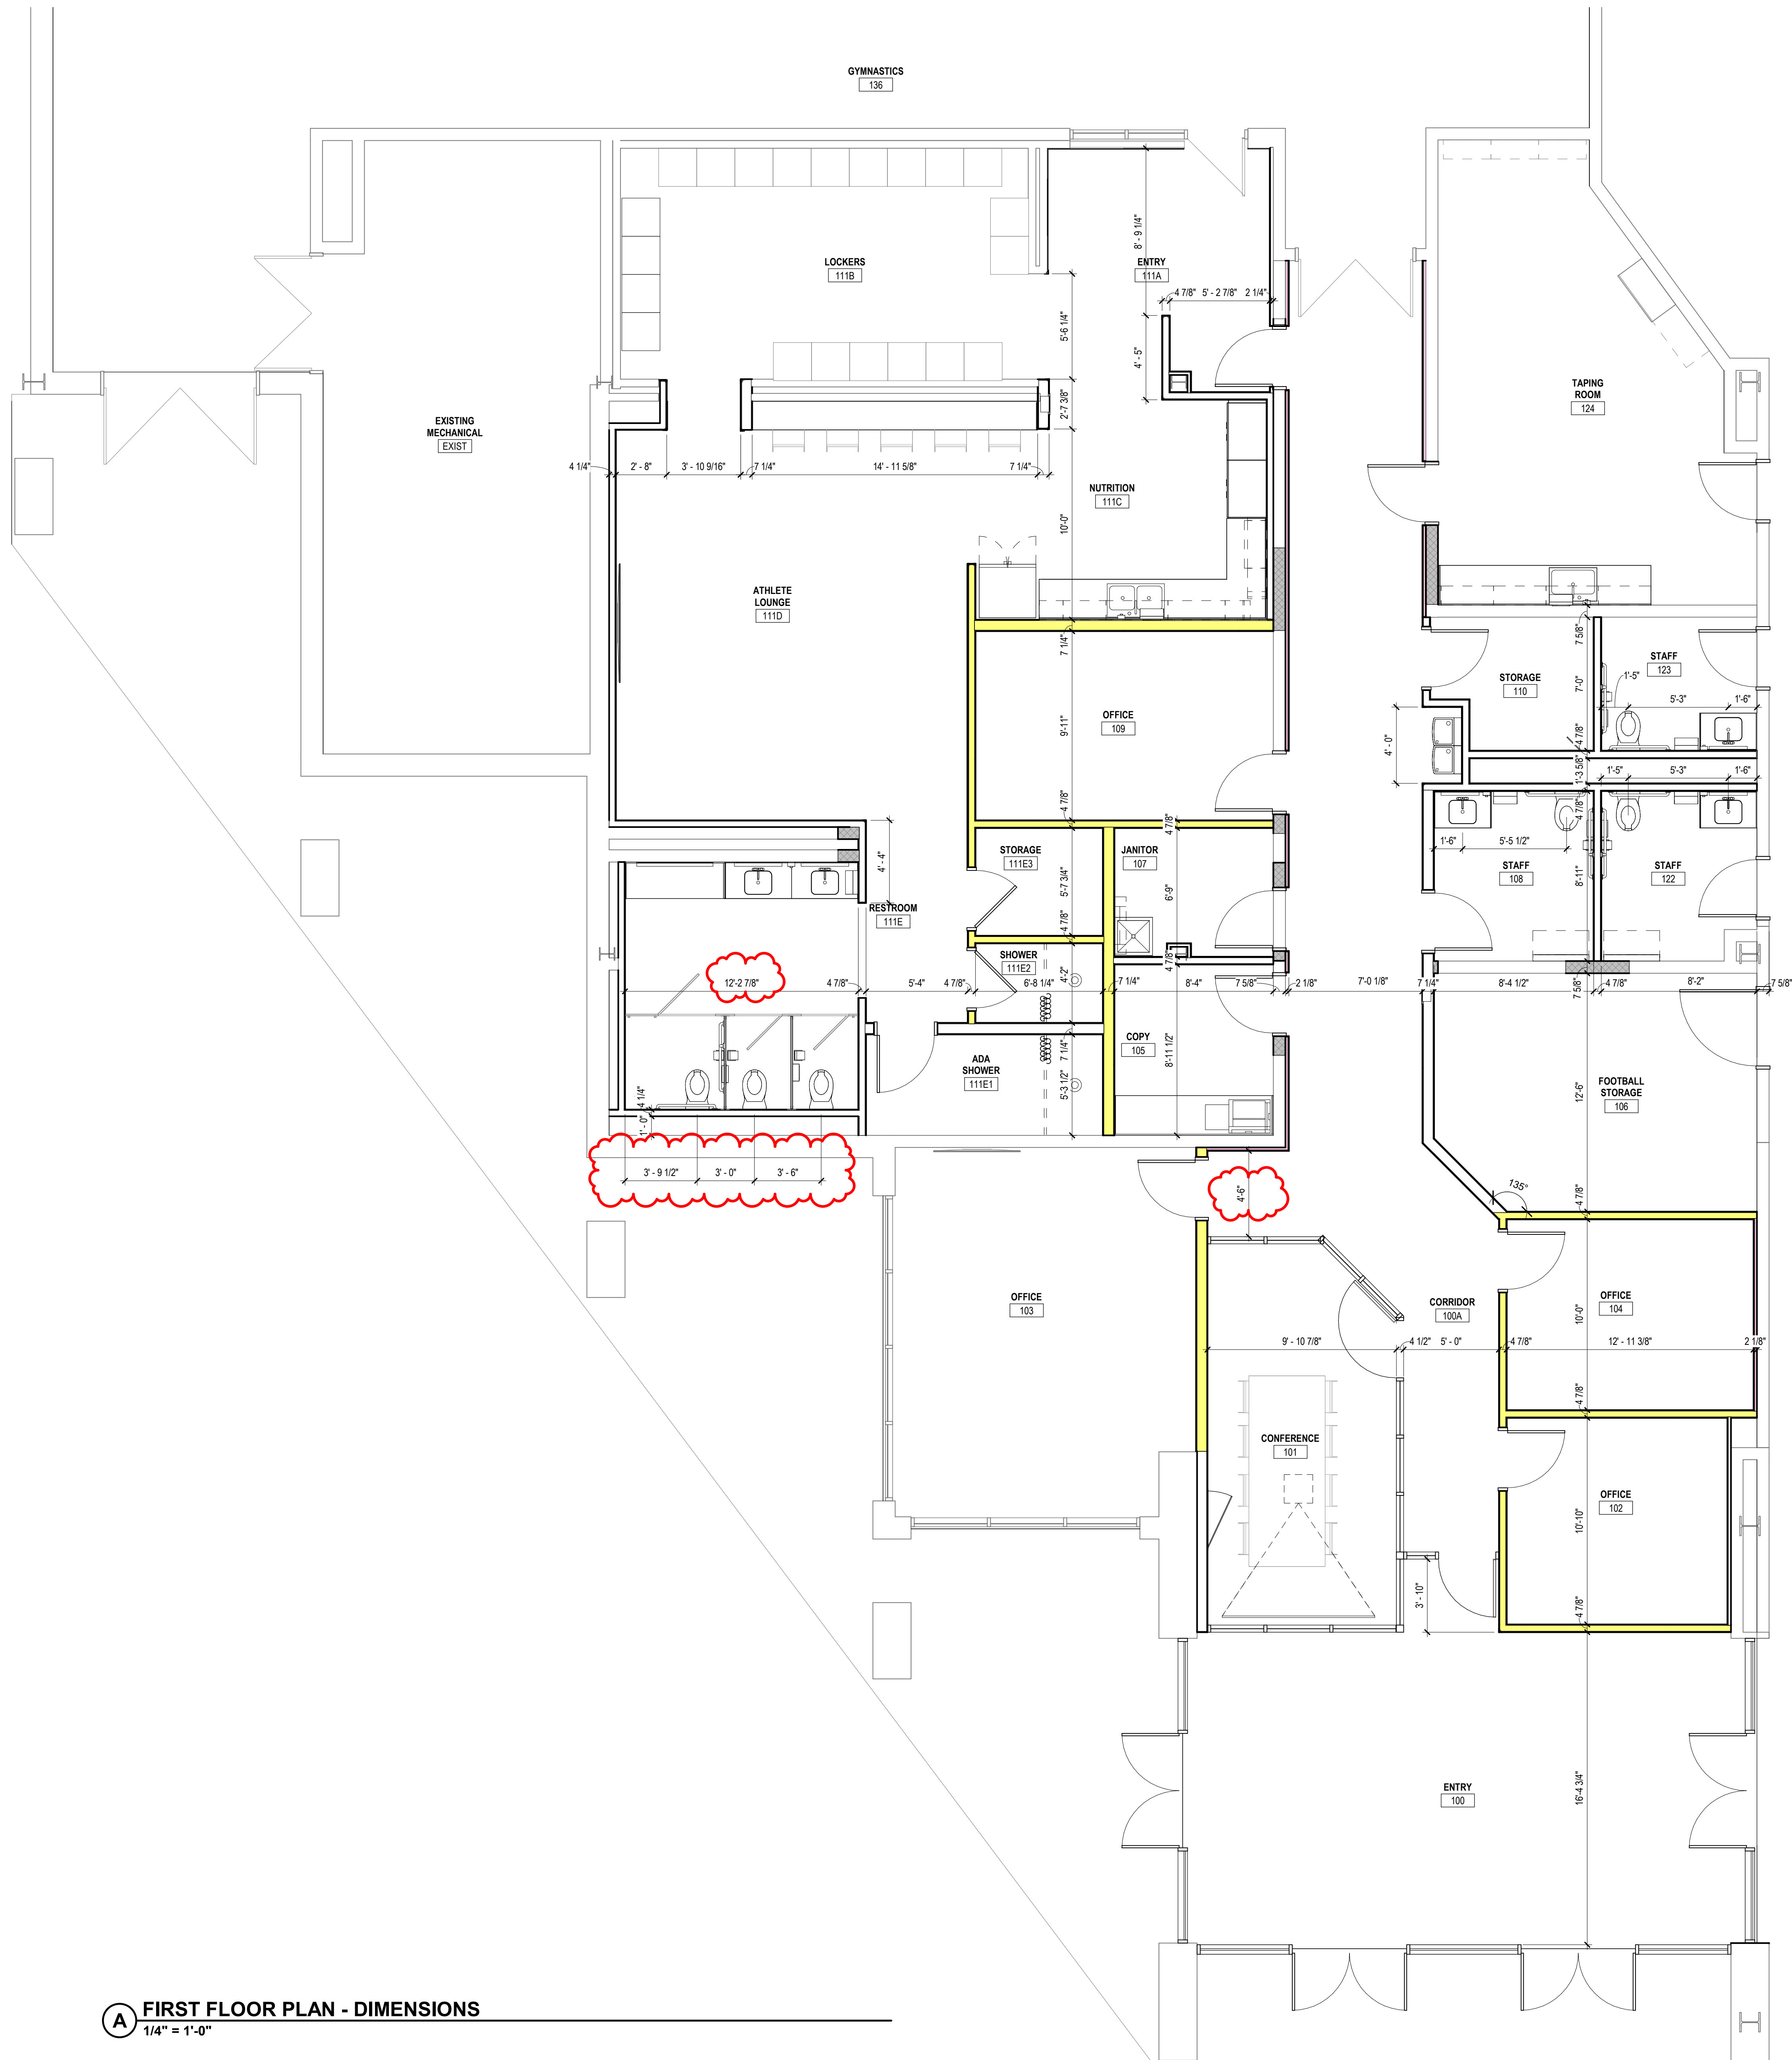 GYMNASTICS
136
LOCKERS
111B
ENTRY
111A
8' - 9 1/4"
4 7/8" 5' - 2 7/8" 2 1/4"
5'-6 1/4"
4' - 5"
2'-7 3/8"
TAPING
ROOM
124
EXISTING
MECHANICAL
EXIST
4 1/4" 2' - 8" 3' - 10 9/16" 7 1/4" 14' - 11 5/8" 7 1/4"
NUTRITION
111C
10'-0"
ATHLETE
LOUNGE
111D
7 1/4"
7 5/8"
STORAGE
110
STAFF
123
7'-0"
1'-5"
5'-3" 1'-6"
OFFICE
109
9'-11"
4' - 0"
4 7/8"
1'-3 5/8"
1'-5" 5'-3" 1'-6"
4 7/8"
4 7/8"
4 7/8"
1'-6" 5'-5 1/2"
STORAGE
111E3
JANITOR
107
STAFF
108
STAFF
122
8'-11"
4' - 4"
5'-7 3/4"
6'-9"
RESTROOM
111E
4 7/8"
SHOWER
111E2
4'-2"
4 7/8"
12'-2 7/8" 4 7/8" 5'-4" 4 7/8" 6'-8 1/4" 7 1/4" 8'-4" 7 5/8" 2 1/8" 7'-0 1/8" 7 1/4" 8'-4 1/2" 4 7/8" 8'-2" 7 5/8"
7 5/8"
COPY
105
8'-11 1/2"
7 1/4"
ADA
SHOWER
111E1
5'-3 1/2"
FOOTBALL
STORAGE
106
12'-6"
4 1/4"
1' - 0"
3' - 9 1/2" 3' - 0" 3' - 6"
4'-6"
135°
4 7/8"
OFFICE
103
CORRIDOR
100A
OFFICE
104
10'-0"
9' - 10 7/8" 4 1/2" 5' - 0" 4 7/8" 12' - 11 3/8" 2 1/8"
4 7/8"
CONFERENCE
101
OFFICE
102
10'-10"
3' - 10"
4 7/8"
ENTRY
100
16'-4 3/4"
A FIRST FLOOR PLAN - DIMENSIONS
1/4" = 1'-0"